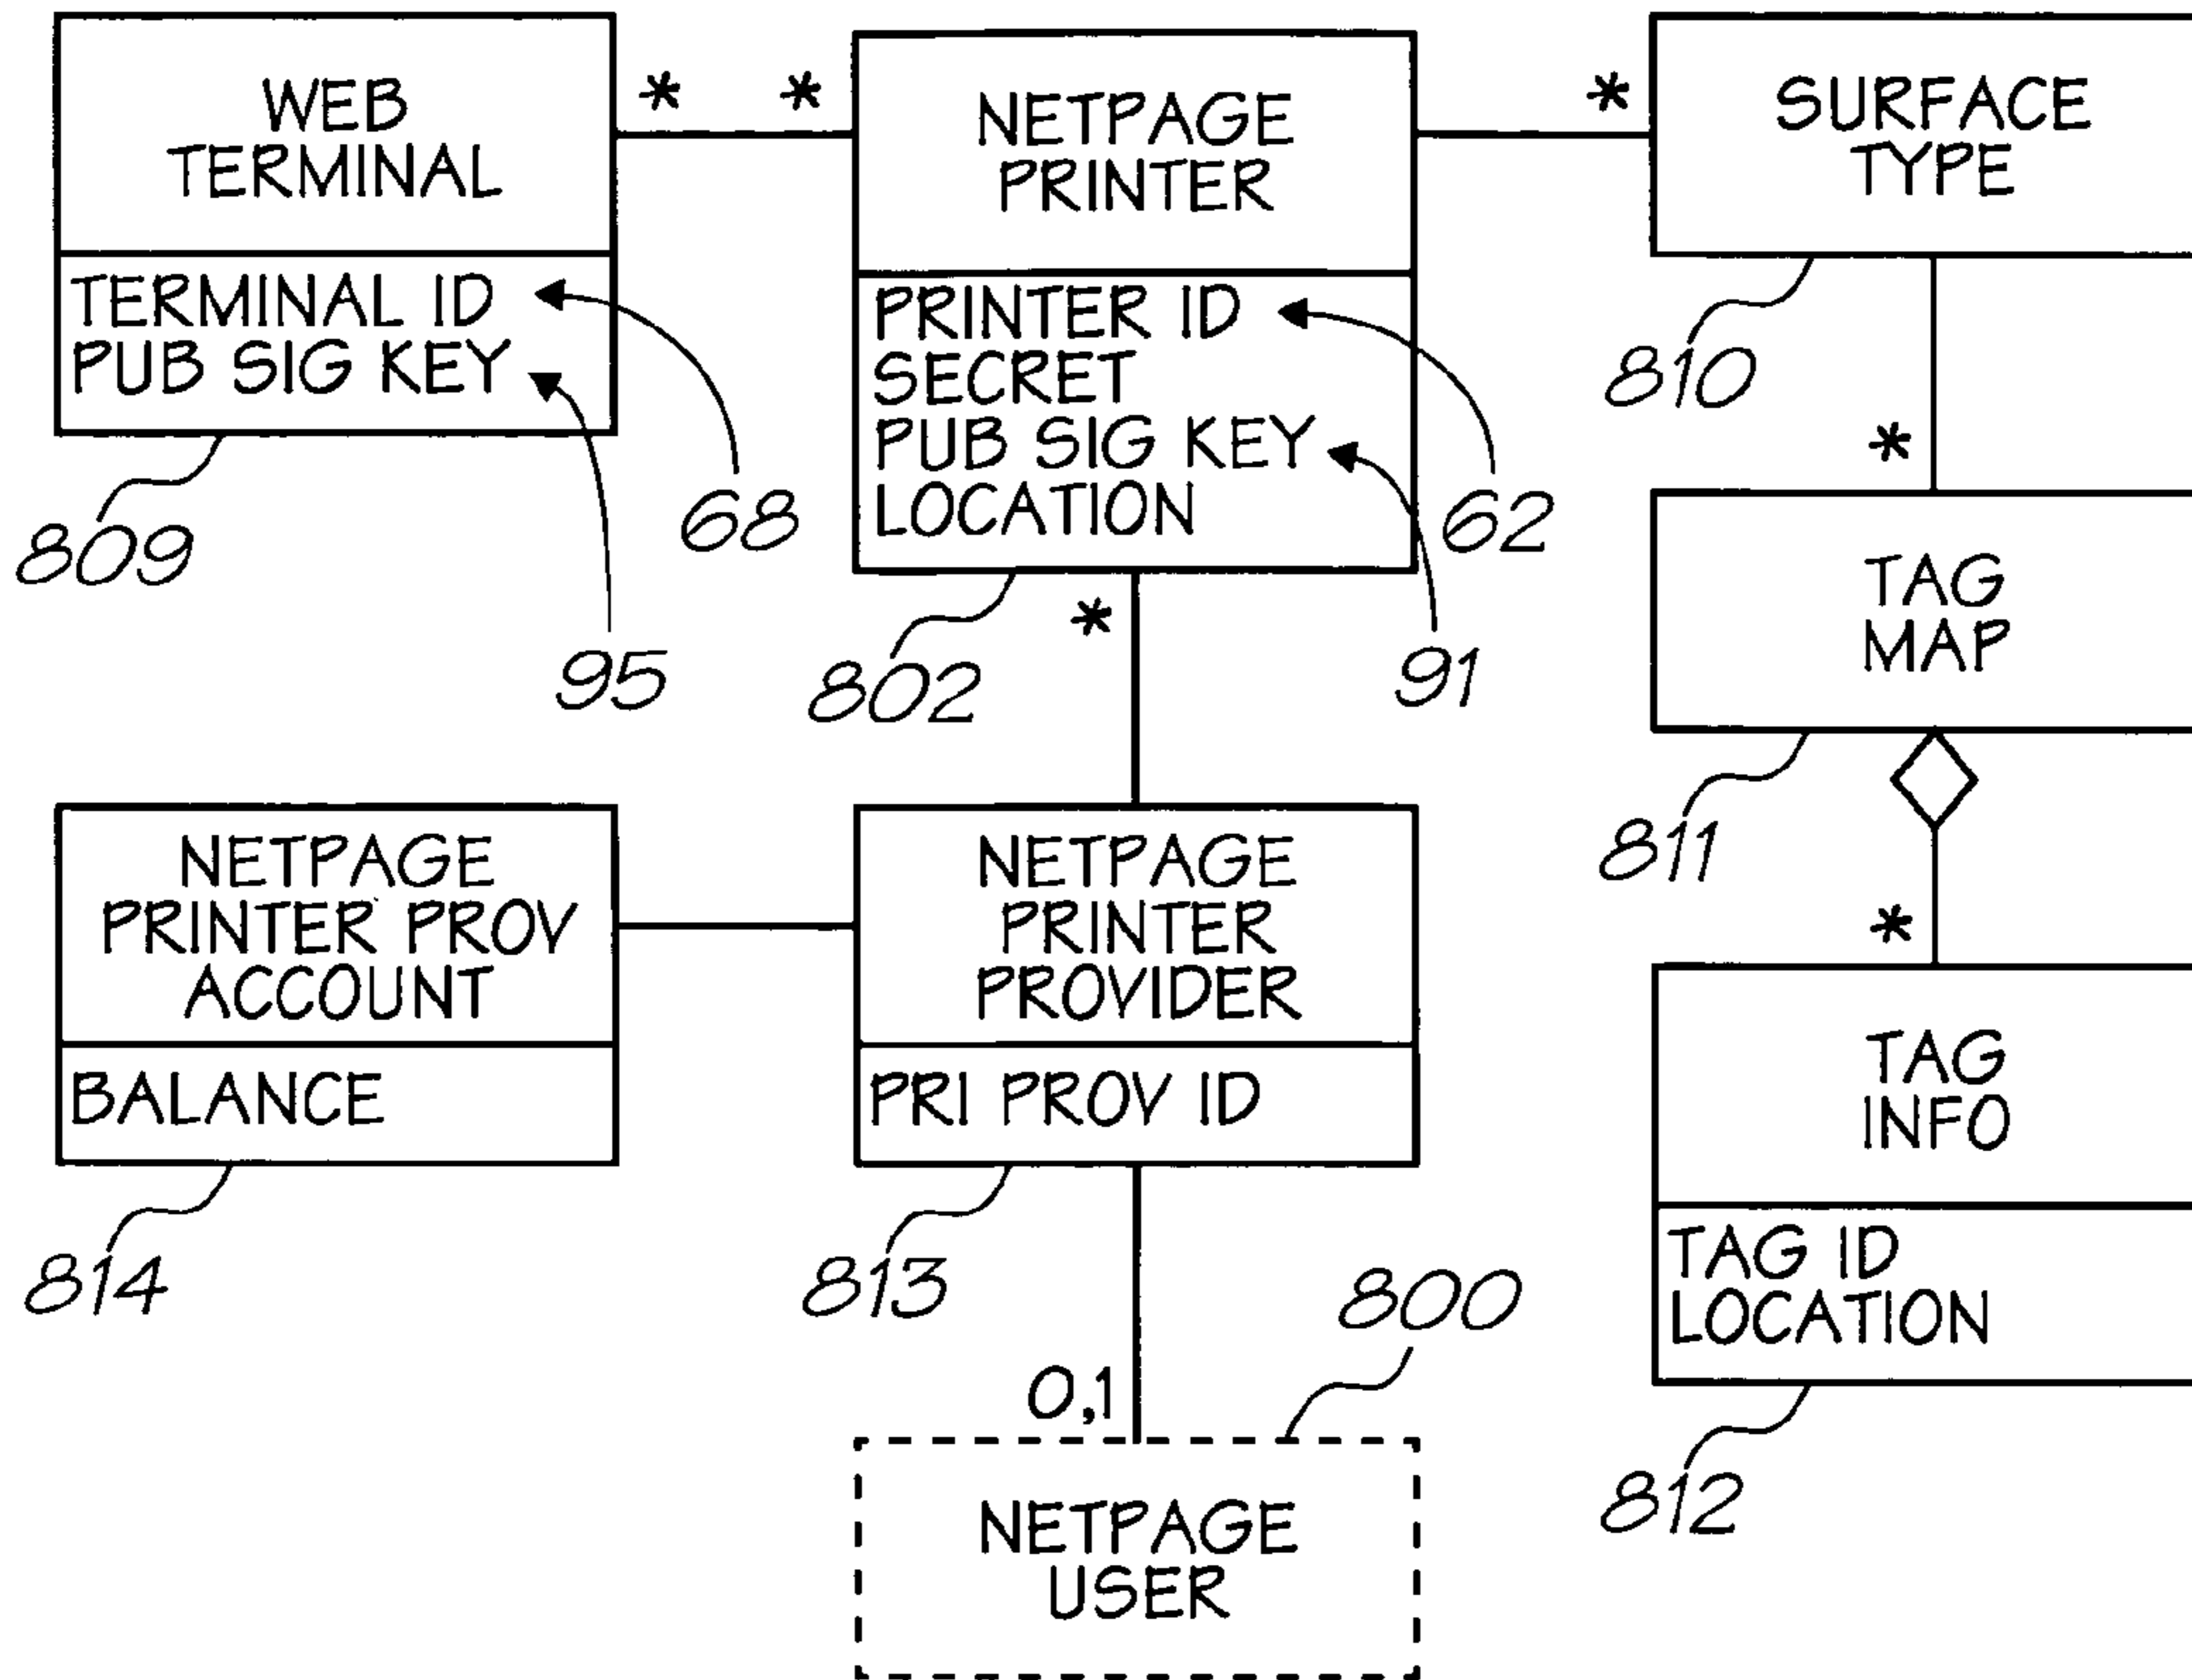 WEB
TERMINAL
TERMINAL ID
PUB SIG KEY
809
68
95
*
*
NETPAGE
PRINTER
PRINTER ID
SECRET
PUB SIG KEY
LOCATION
802
62
91
*
*
SURFACE
TYPE
810
*
TAG
MAP
811
*
TAG
INFO
TAG ID
LOCATION
812
NETPAGE
PRINTER PROV
ACCOUNT
BALANCE
814
NETPAGE
PRINTER
PROVIDER
PRI PROV ID
813
0,1
800
NETPAGE
USER